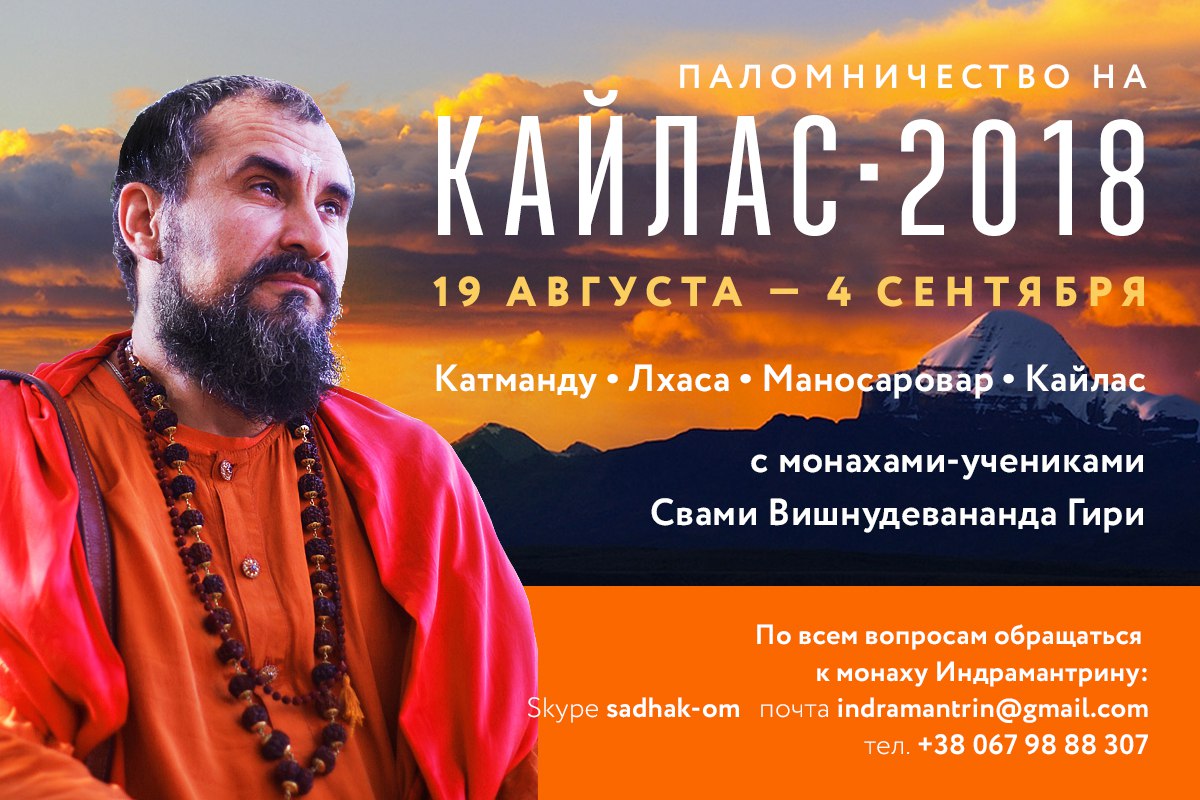 ПАЛОМНИЧЕСТВО НА
КАЙЛАС·2018
19 АВГУСТА — 4 СЕНТЯБРЯ
Катманду • Лхаса • Маносаровар • Кайлас
с монахами-учениками
Свами Вишнудевананда Гири
По всем вопросам обращаться
к монаху Индрамантрину:
Skype sadhak-om почта indramantrin@gmail.com
тел. +38 067 98 88 307